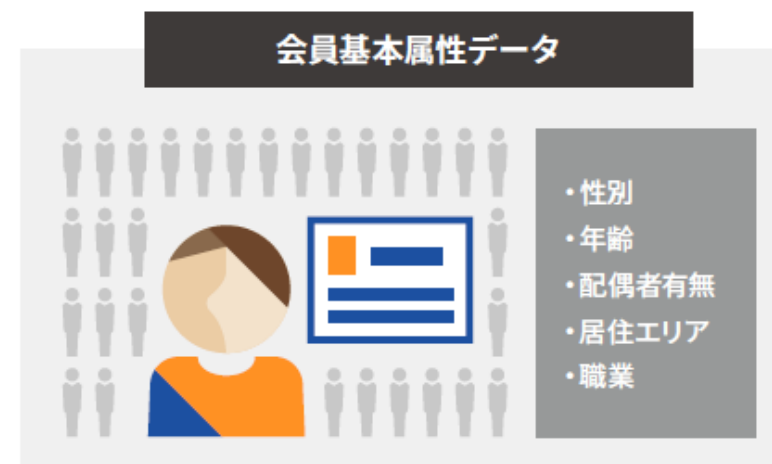 会員基本属性データ
・性別
・年齢
・配偶者有無
・居住エリア
・職業